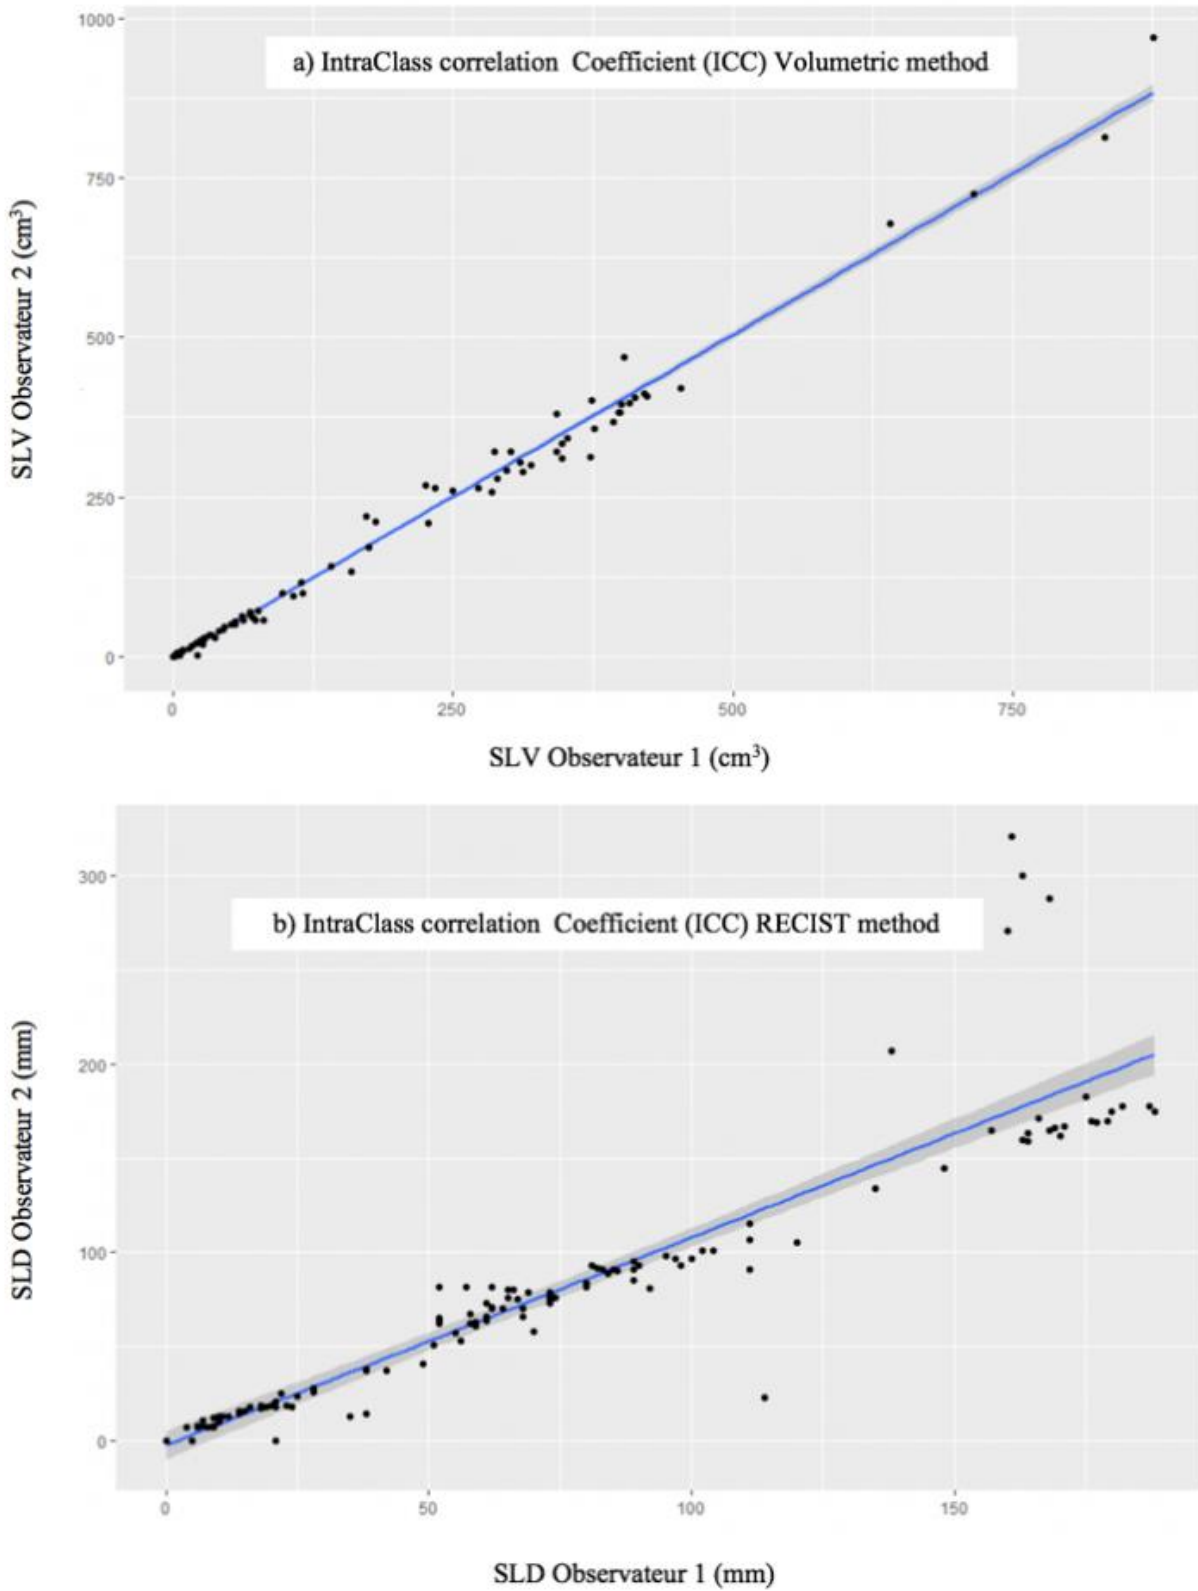 1000
a) IntraClass correlation  Coefficient (ICC) Volumetric method
750
SLV Observateur 2 (cm³)
500
250
0
0 250 500 750
SLV Observateur 1 (cm³)
300
b) IntraClass correlation  Coefficient (ICC) RECIST method
200
SLD Observateur 2 (mm)
100
0
0 50 100 150
SLD Observateur 1 (mm)